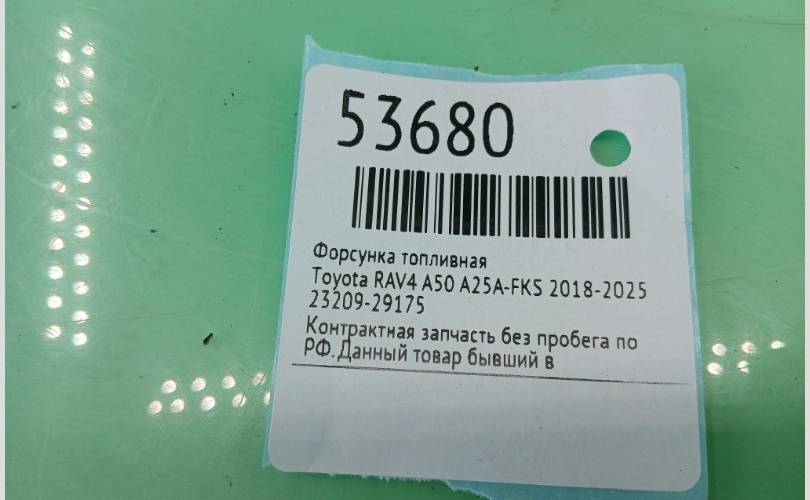 53680
Форсунка топливная
Toyota RAV4 A50 A25A-FKS 2018-2025
23209-29175
Контрактная запчасть без пробега по
РФ. Данный товар бывший в